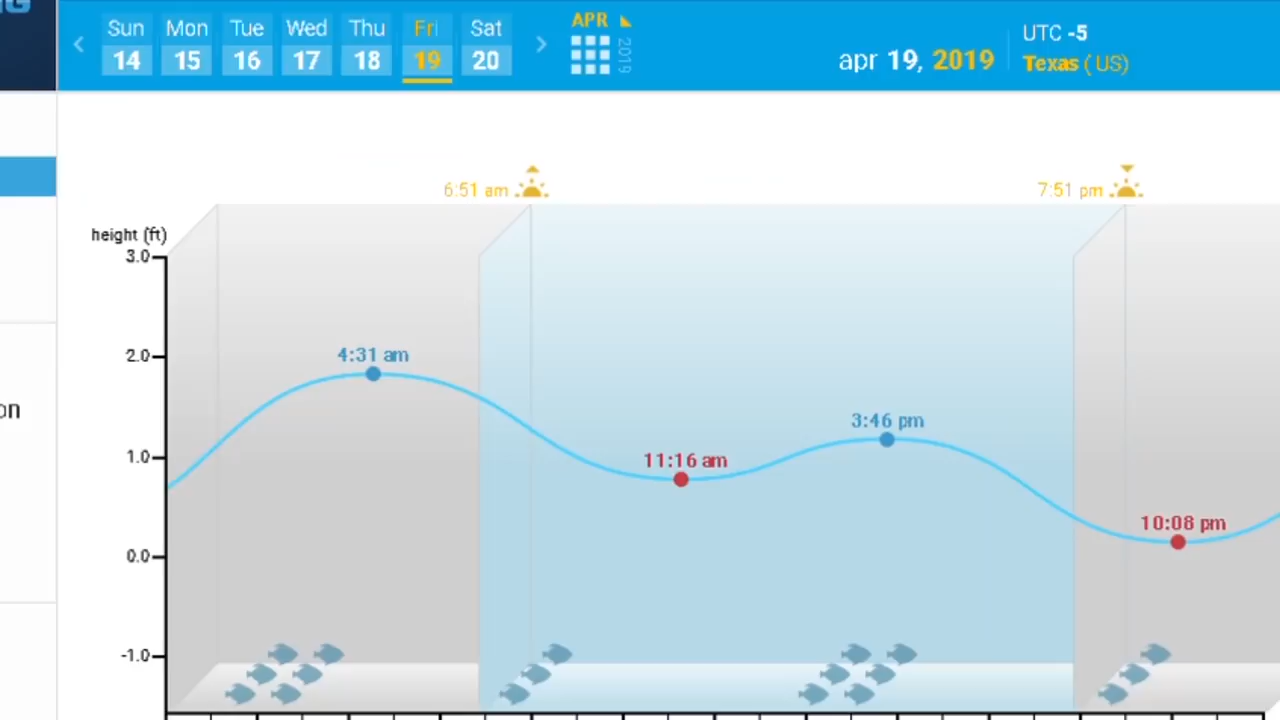 Sun Mon Tue Wed Thu Fri Sat
14 15 16 17 18 19 20
APR
2019
apr 19, 2019
UTC -5
Texas (US)
6:51 am
7:51 pm
height (ft)
3.0
2.0
1.0
0.0
-1.0
4:31 am
11:16 am
3:46 pm
10:08 pm
on